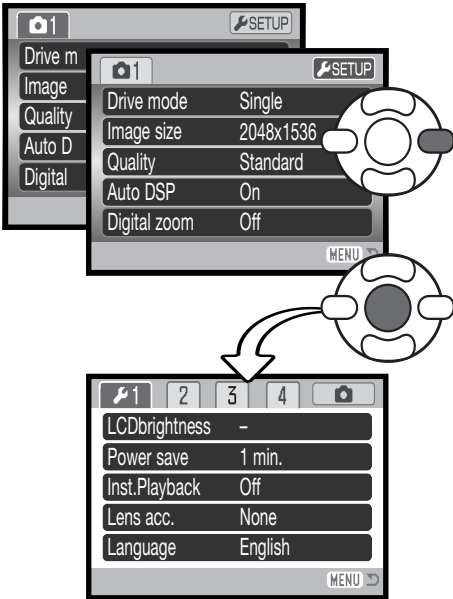 1 SETUP
Drive m
Image
Quality
Auto D
Digital
1 SETUP
Drive mode Single
Image size 2048x1536
Quality Standard
Auto DSP On
Digital zoom Off
MENU
1 2 3 4
LCDbrightness –
Power save 1 min.
Inst.Playback Off
Lens acc. None
Language English
MENU